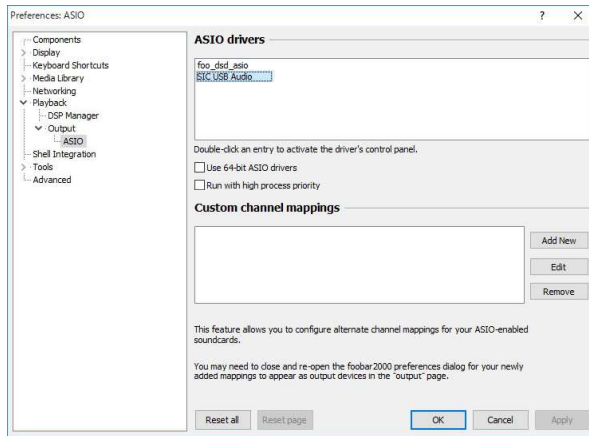 Preferences: ASIO
?
Components
Display
Keyboard Shortcuts
Media Library
Networking
Playback
DSP Manager
Output
ASIO
Shell Integration
Tools
Advanced
ASIO drivers
foo_dsd_asio
SIC USB Audio
Double-click an entry to activate the driver's control panel.
Use 64-bit ASIO drivers
Run with high process priority
Custom channel mappings
Add New
Edit
Remove
This feature allows you to configure alternate channel mappings for your ASIO-enabled
soundcards.
You may need to close and re-open the foobar2000 preferences dialog for your newly
added mappings to appear as output devices in the "output" page.
Reset all
Reset page
OK
Cancel
Apply